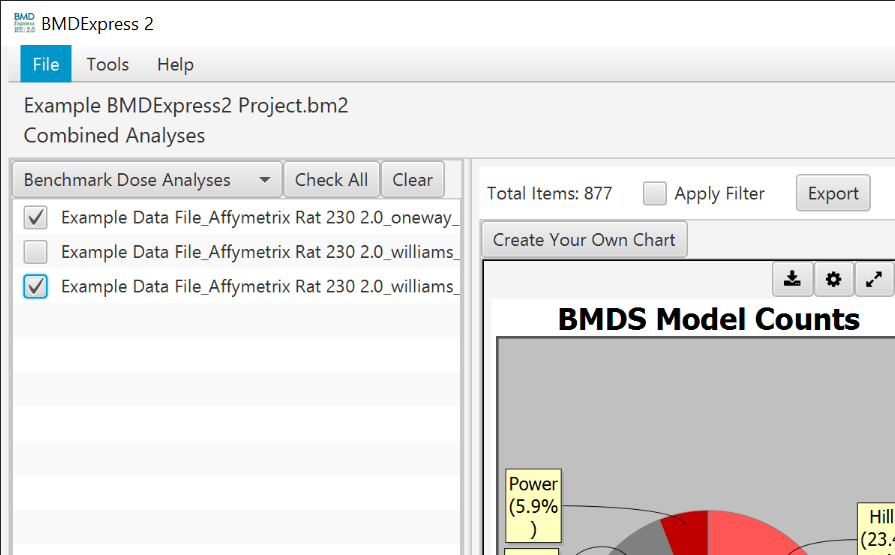 BMD
Express
2.0
BMDExpress 2
File Tools Help
Example BMDExpress2 Project.bm2
Combined Analyses
Benchmark Dose Analyses Check All Clear
Example Data File_Affymetrix Rat 230 2.0_oneway_
Example Data File_Affymetrix Rat 230 2.0_williams_
Example Data File_Affymetrix Rat 230 2.0_williams_
Total Items: 877 Apply Filter Export
Create Your Own Chart
BMDS Model Counts
Power
(5.9%
)
Hill
(23.